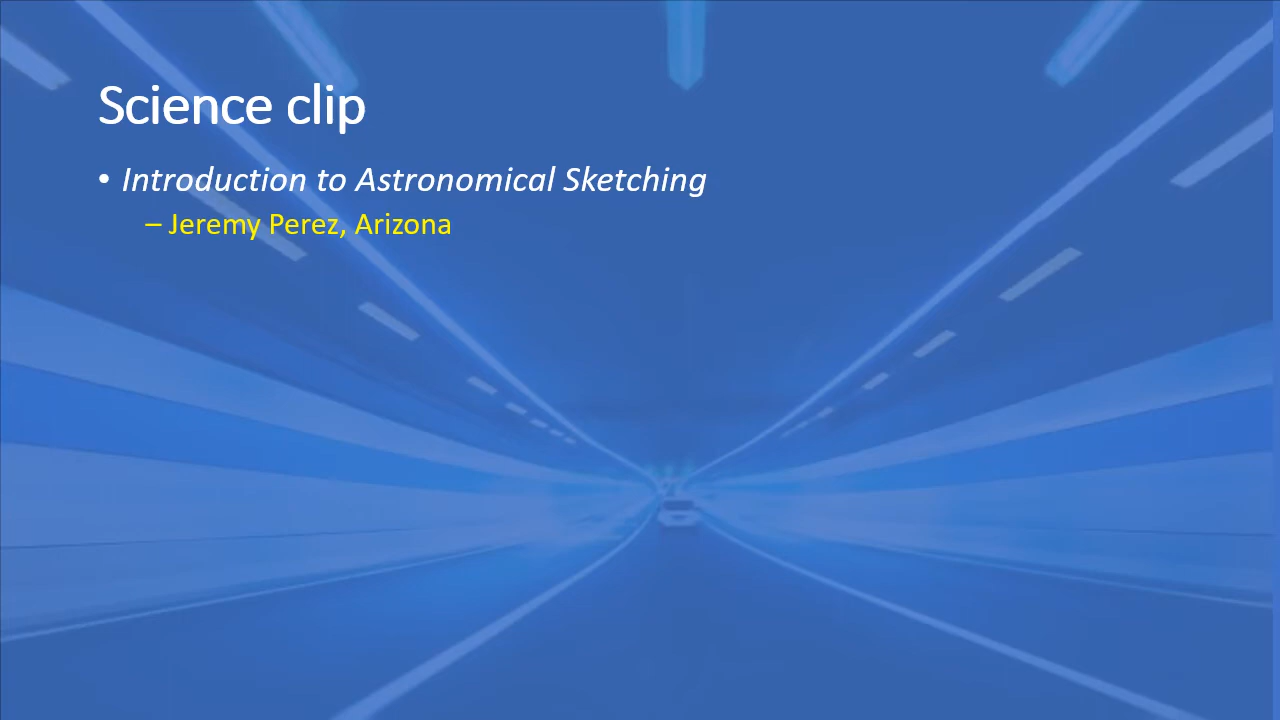 Science clip
• Introduction to Astronomical Sketching
– Jeremy Perez, Arizona